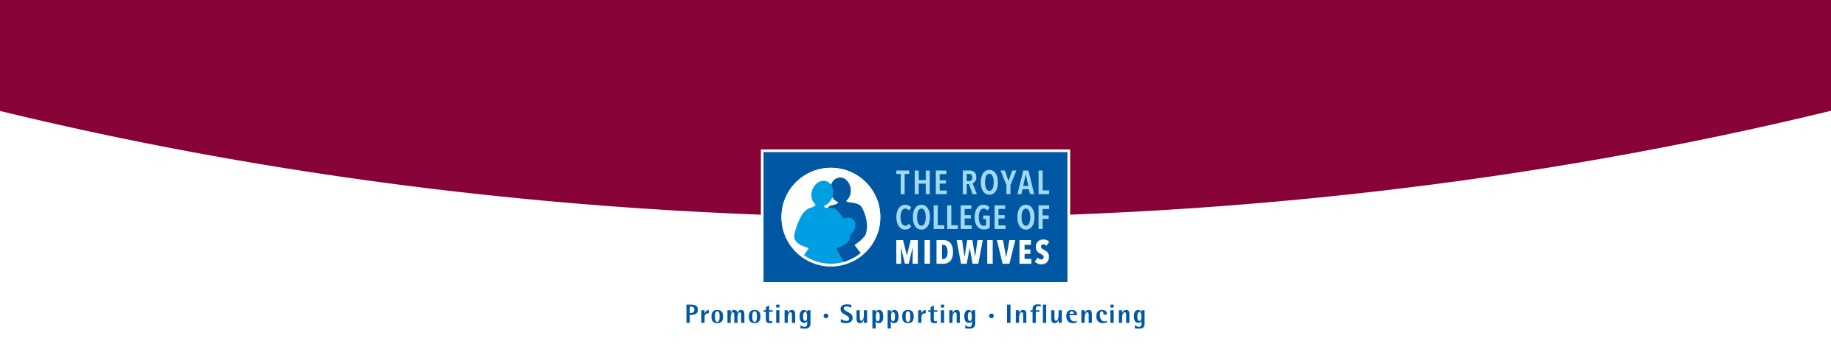 THE ROYAL
COLLEGE OF
MIDWIVES
Promoting · Supporting · Influencing